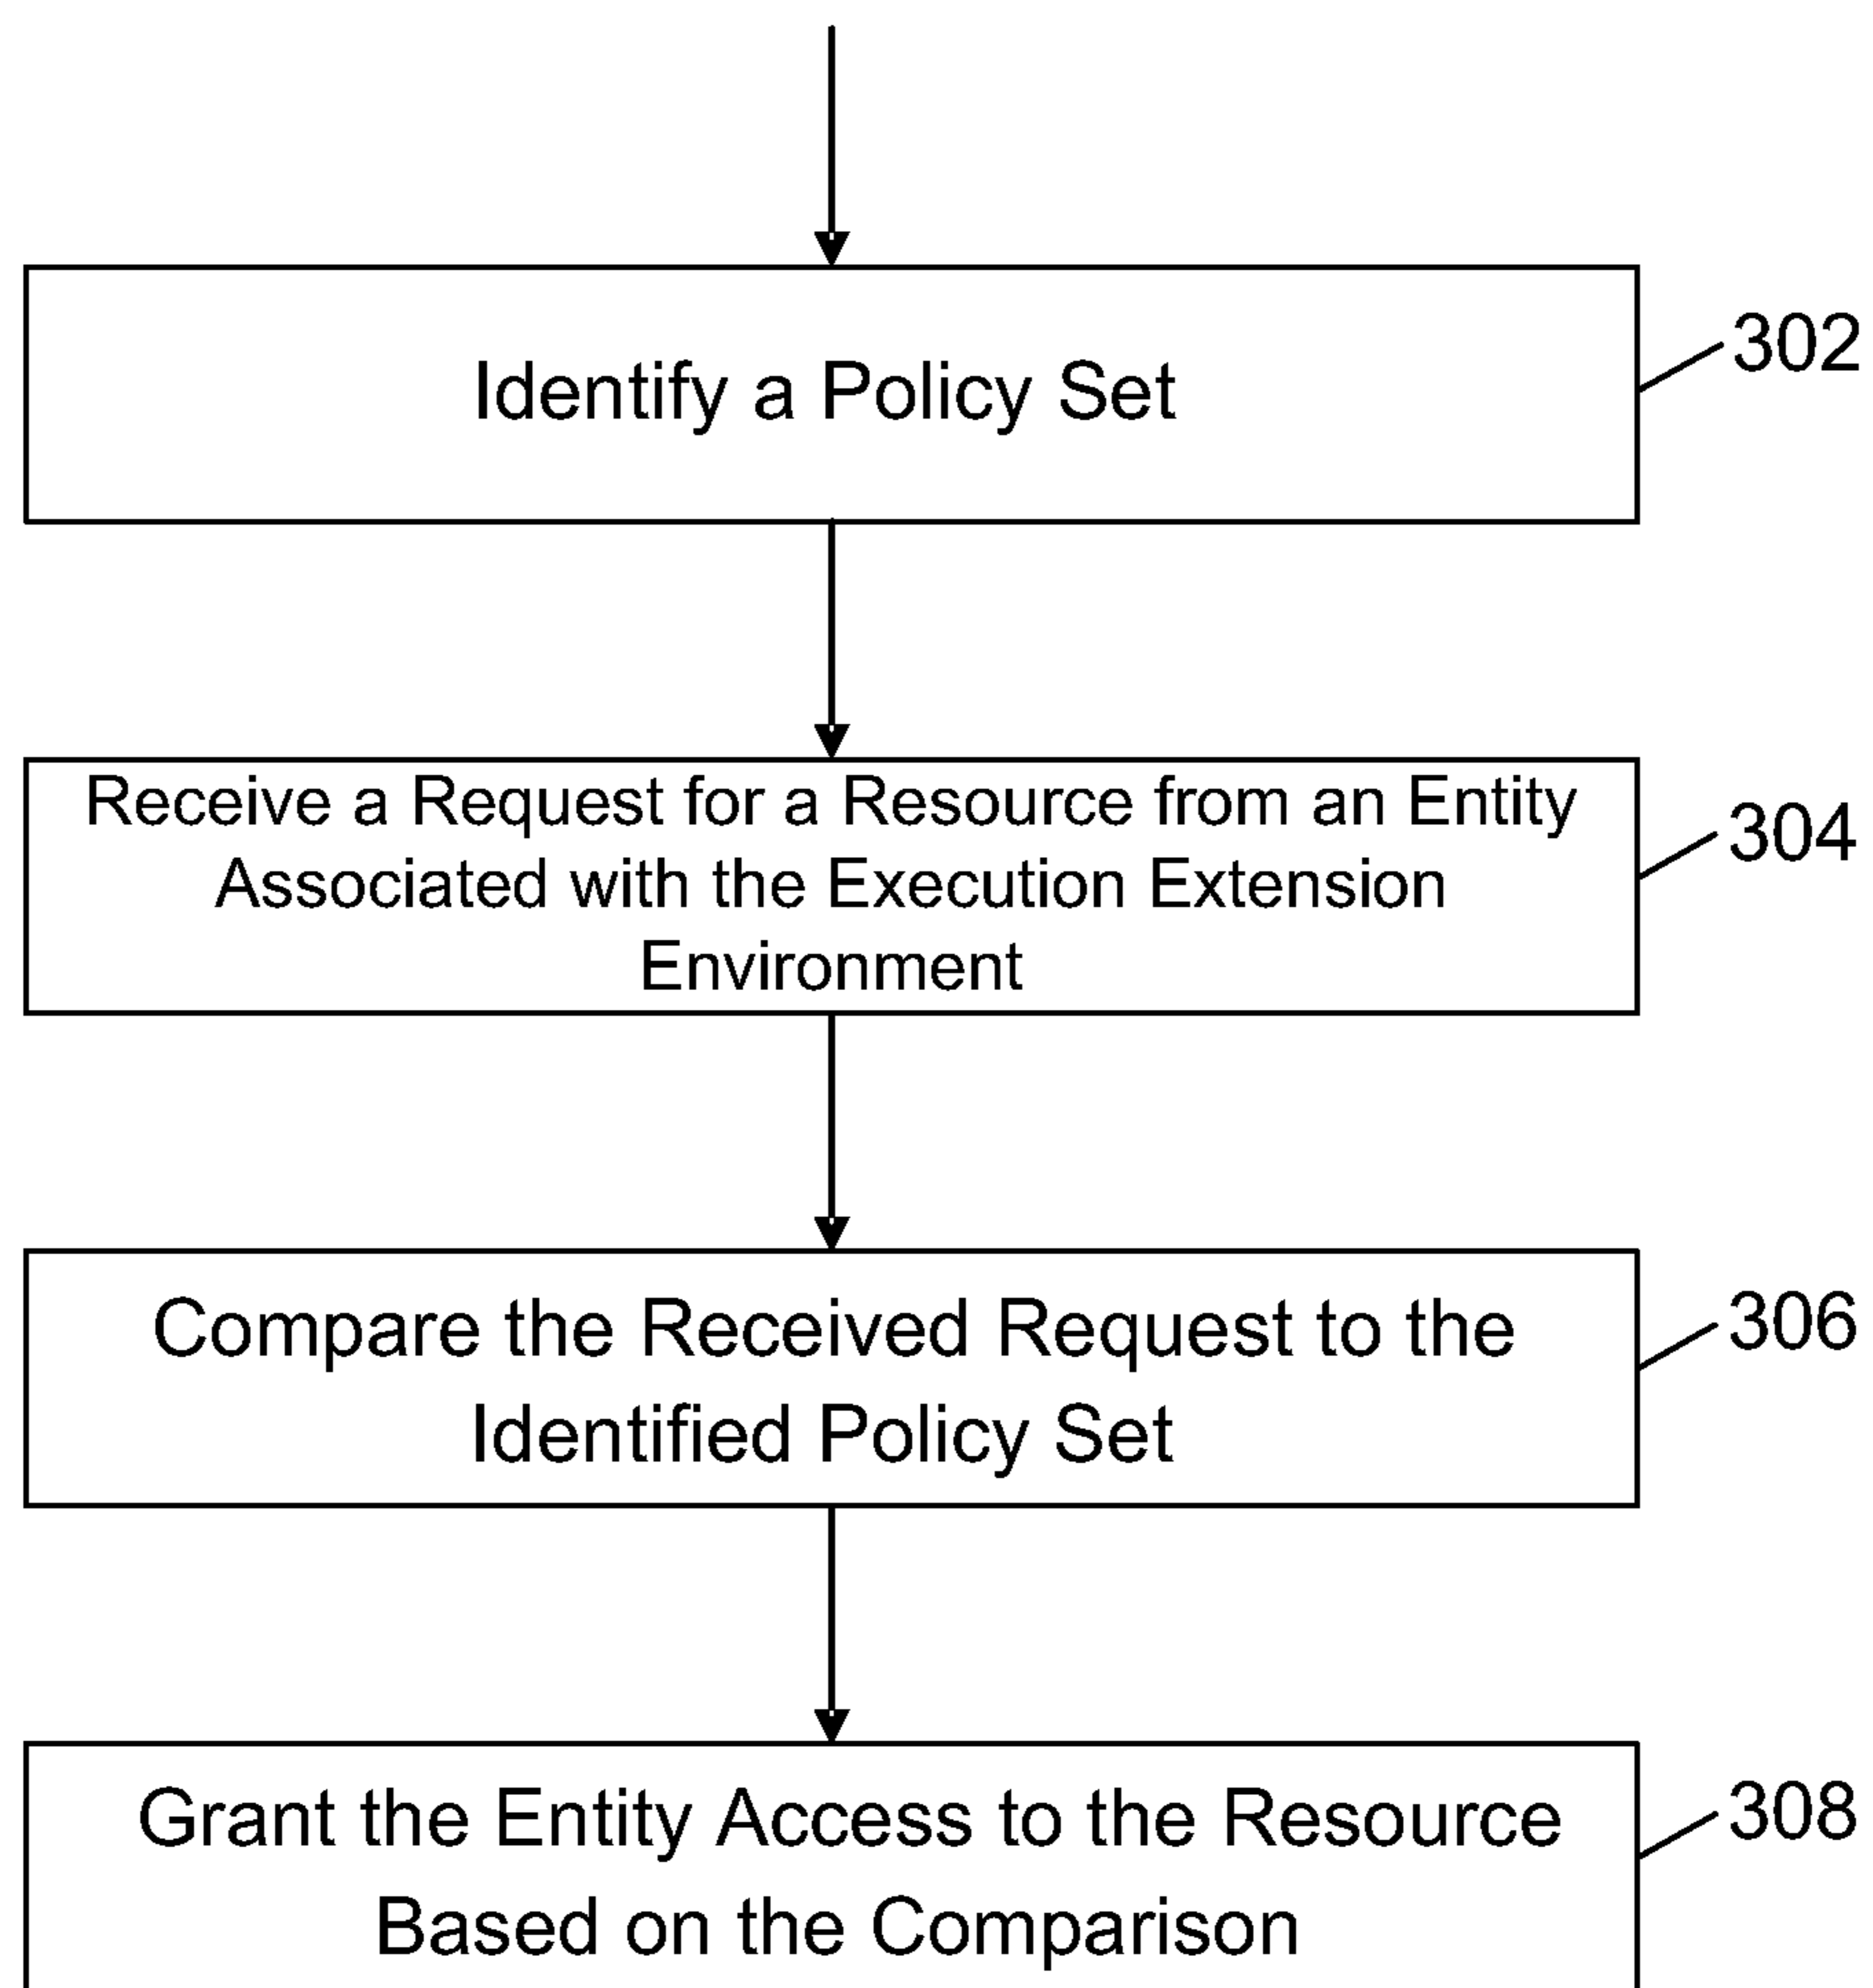 Identify a Policy Set
302
Receive a Request for a Resource from an Entity
Associated with the Execution Extension
Environment
304
Compare the Received Request to the
Identified Policy Set
306
Grant the Entity Access to the Resource
Based on the Comparison
308